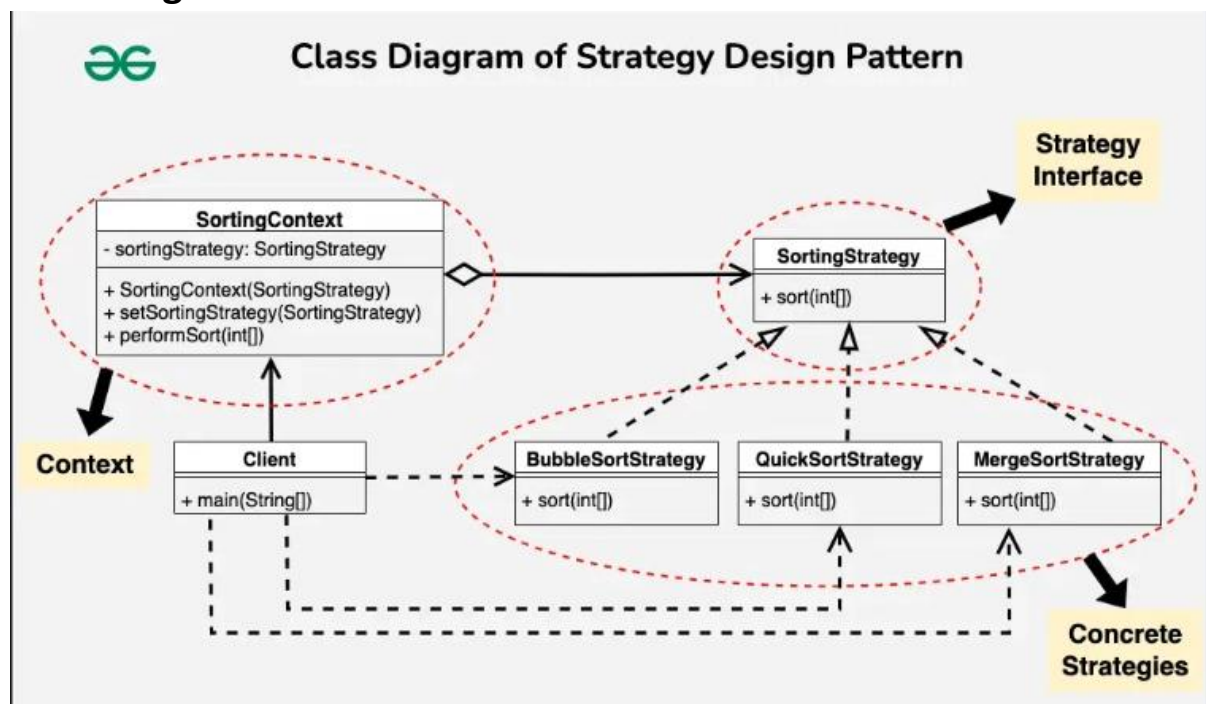 Class Diagram of Strategy Design Pattern
Strategy
Interface
SortingContext
- sortingStrategy: SortingStrategy
+ SortingContext(SortingStrategy)
+ setSortingStrategy(SortingStrategy)
+ performSort(int[])
SortingStrategy
+ sort(int[])
Context
Client
+ main(String[])
BubbleSortStrategy
+ sort(int[])
QuickSortStrategy
+ sort(int[])
MergeSortStrategy
+ sort(int[])
Concrete
Strategies